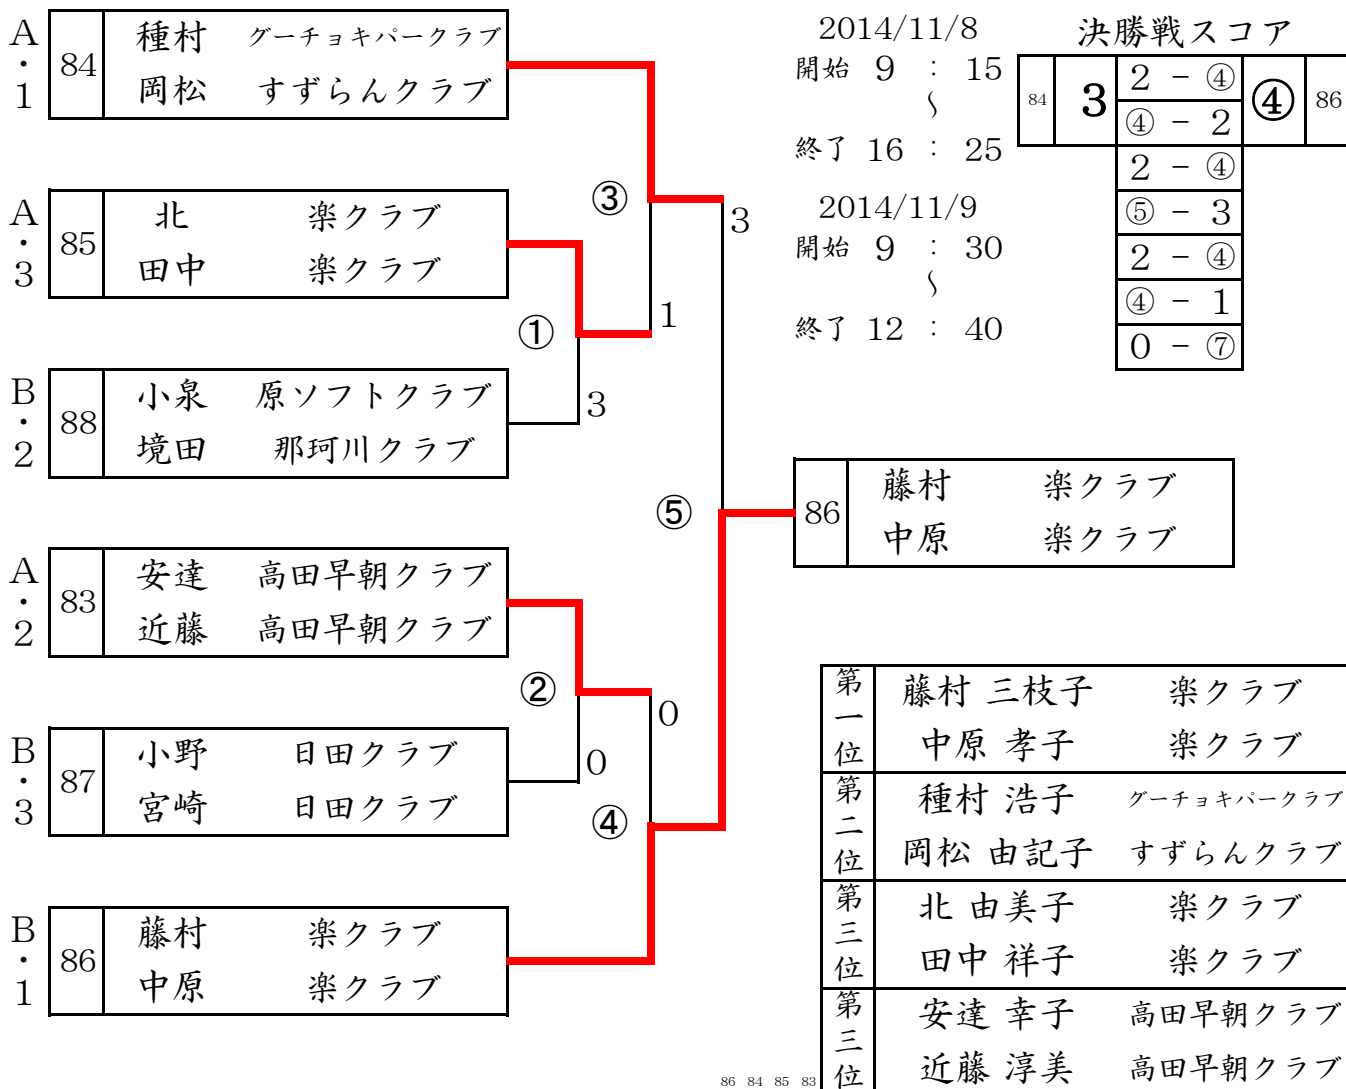 A・1 84 種村 グーチョキパークラブ
岡松 すずらんクラブ
A・3 85 北 楽クラブ
田中 楽クラブ
B・2 88 小泉 原ソフトクラブ
境田 那珂川クラブ
A・2 83 安達 高田早朝クラブ
近藤 高田早朝クラブ
B・3 87 小野 日田クラブ
宮崎 日田クラブ
B・1 86 藤村 楽クラブ
中原 楽クラブ
③
3
①
1
3
⑤
②
0
0
④
2014/11/8
開始 9 : 15
〜
終了 16 : 25
2014/11/9
開始 9 : 30
〜
終了 12 : 40
決勝戦スコア
84 3 ④ 86
2 - ④
④ - 2
2 - ④
⑤ - 3
2 - ④
④ - 1
0 - ⑦
86 藤村 楽クラブ
中原 楽クラブ
第一位 藤村 三枝子 楽クラブ
中原 孝子 楽クラブ
第二位 種村 浩子 グーチョキパークラブ
岡松 由記子 すずらんクラブ
第三位 北 由美子 楽クラブ
田中 祥子 楽クラブ
第三位 安達 幸子 高田早朝クラブ
近藤 淳美 高田早朝クラブ
86 84 85 83